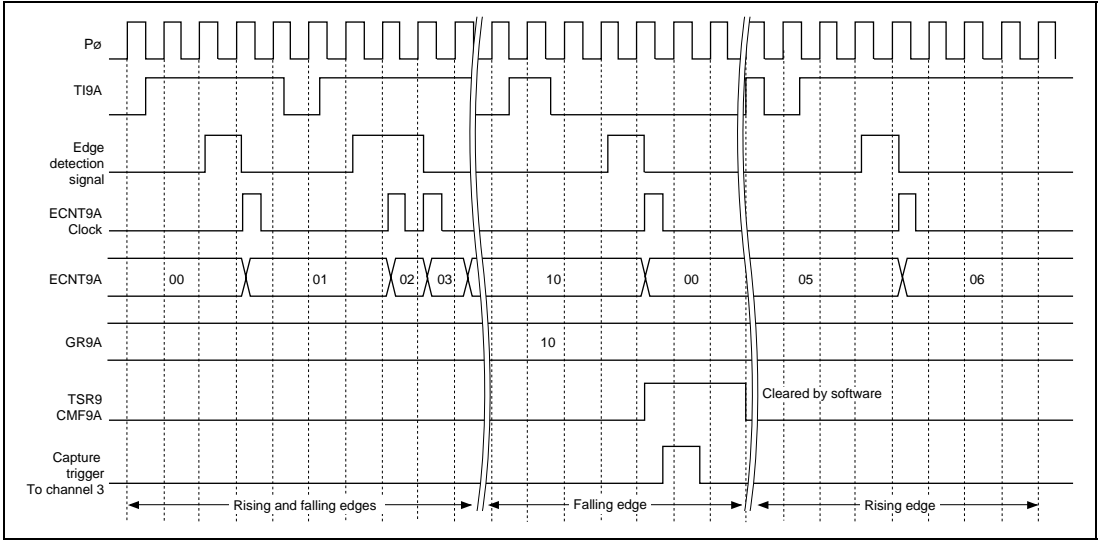 Pø
TI9A
Edge
detection
signal
ECNT9A
Clock
ECNT9A
00
01
02
03
10
00
05
06
GR9A
10
TSR9
CMF9A
Cleared by software
Capture
trigger
To channel 3
Rising and falling edges
Falling edge
Rising edge